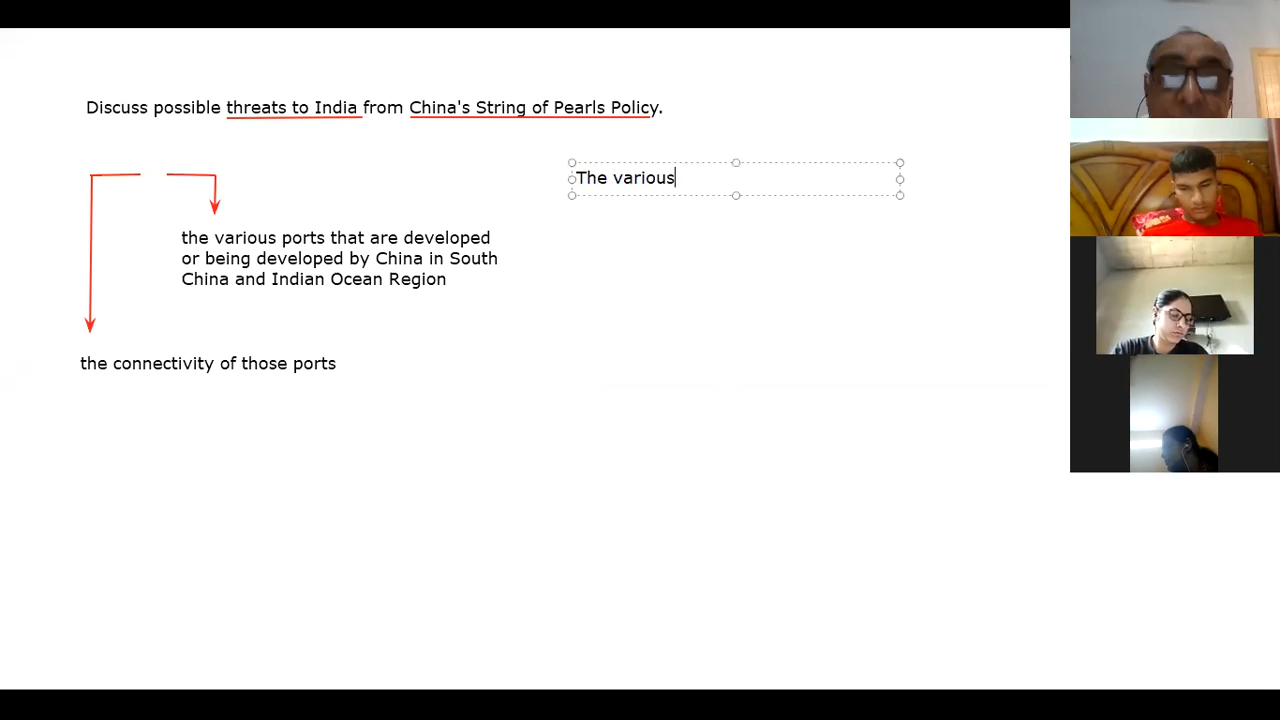 Discuss possible threats to India from China's String of Pearls Policy.
The various
the various ports that are developed
or being developed by China in South
China and Indian Ocean Region
the connectivity of those ports